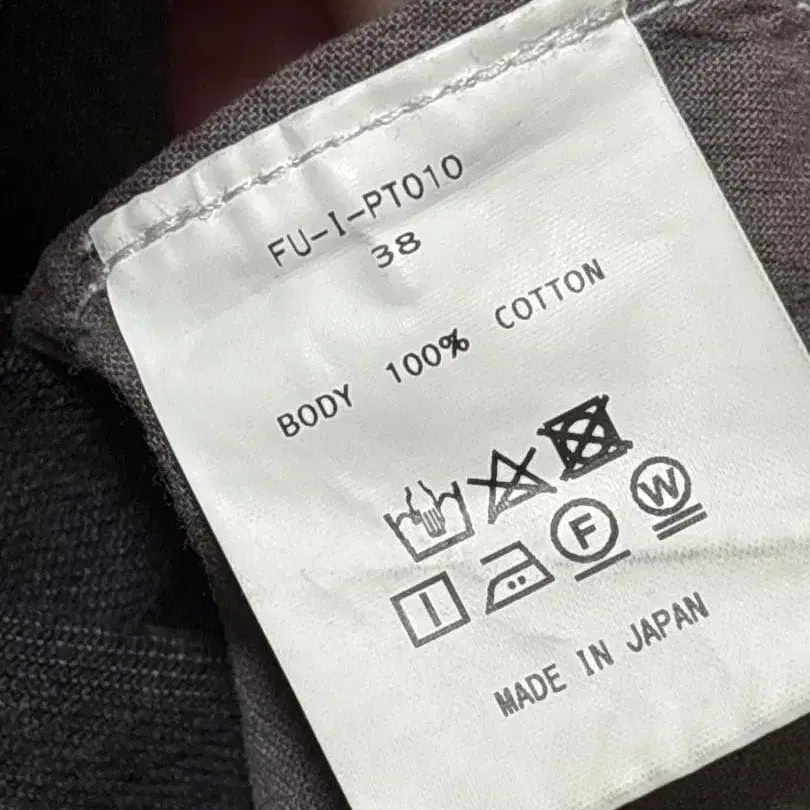 FU-I-PT010
38
BODY 100% COTTON
F W
MADE IN JAPAN